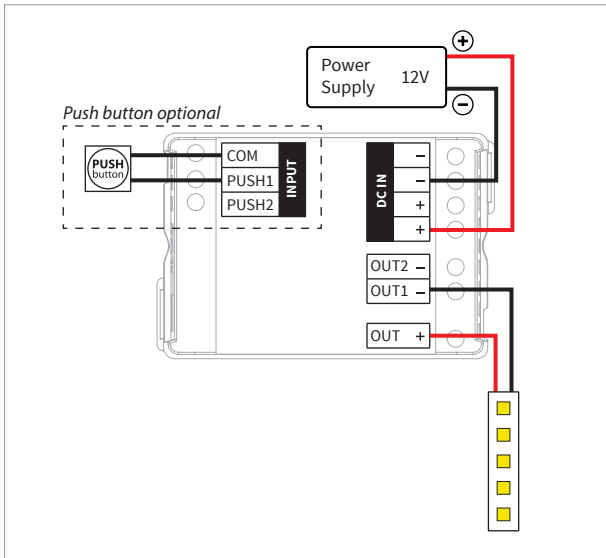 +
Power
Supply 12V
−
Push button optional
PUSH
button
COM
PUSH1
PUSH2
INPUT
DC IN
−
−
+
+
OUT2 −
OUT1 −
OUT +